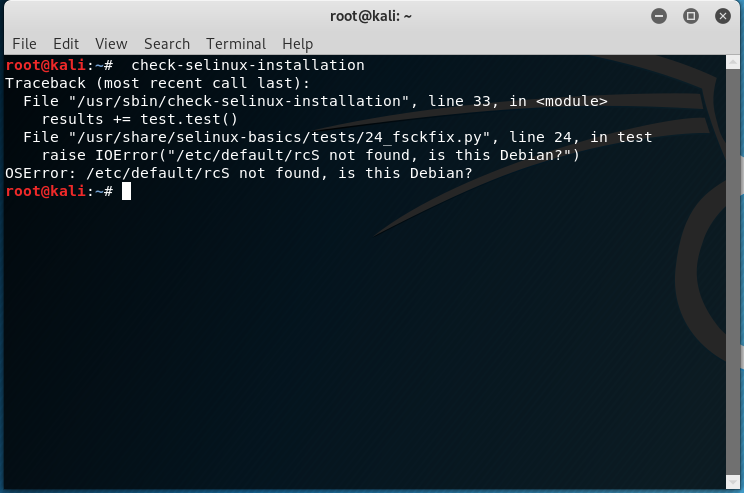 root@kali: ~
File Edit View Search Terminal Help
root@kali:~#  check-selinux-installation
Traceback (most recent call last):
  File "/usr/sbin/check-selinux-installation", line 33, in <module>
    results += test.test()
  File "/usr/share/selinux-basics/tests/24_fsckfix.py", line 24, in test
    raise IOError("/etc/default/rcS not found, is this Debian?")
OSError: /etc/default/rcS not found, is this Debian?
root@kali:~#